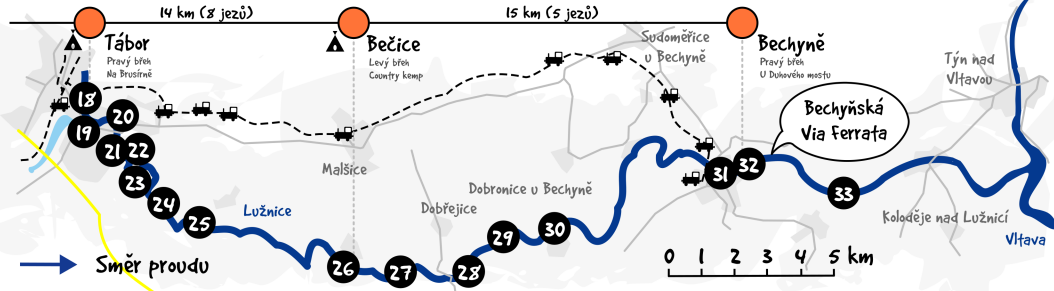 14 km (8 jezů)
15 km (5 jezů)
Tábor
Pravý břeh
Na Brusírně
Bečice
Levý břeh
Country kemp
Sudoměřice
u Bechyně
Bechyně
Pravý břeh
U Duhového mostu
Týn nad
Vltavou
Bechyňská
Via Ferrata
18
19
20
21
22
23
24
25
26
27
28
29
30
31
32
33
Malšice
Dobronice u Bechyně
Dobřejice
Lužnice
Koloděje nad Lužnicí
Vltava
Směr proudu
0 1 2 3 4 5 km